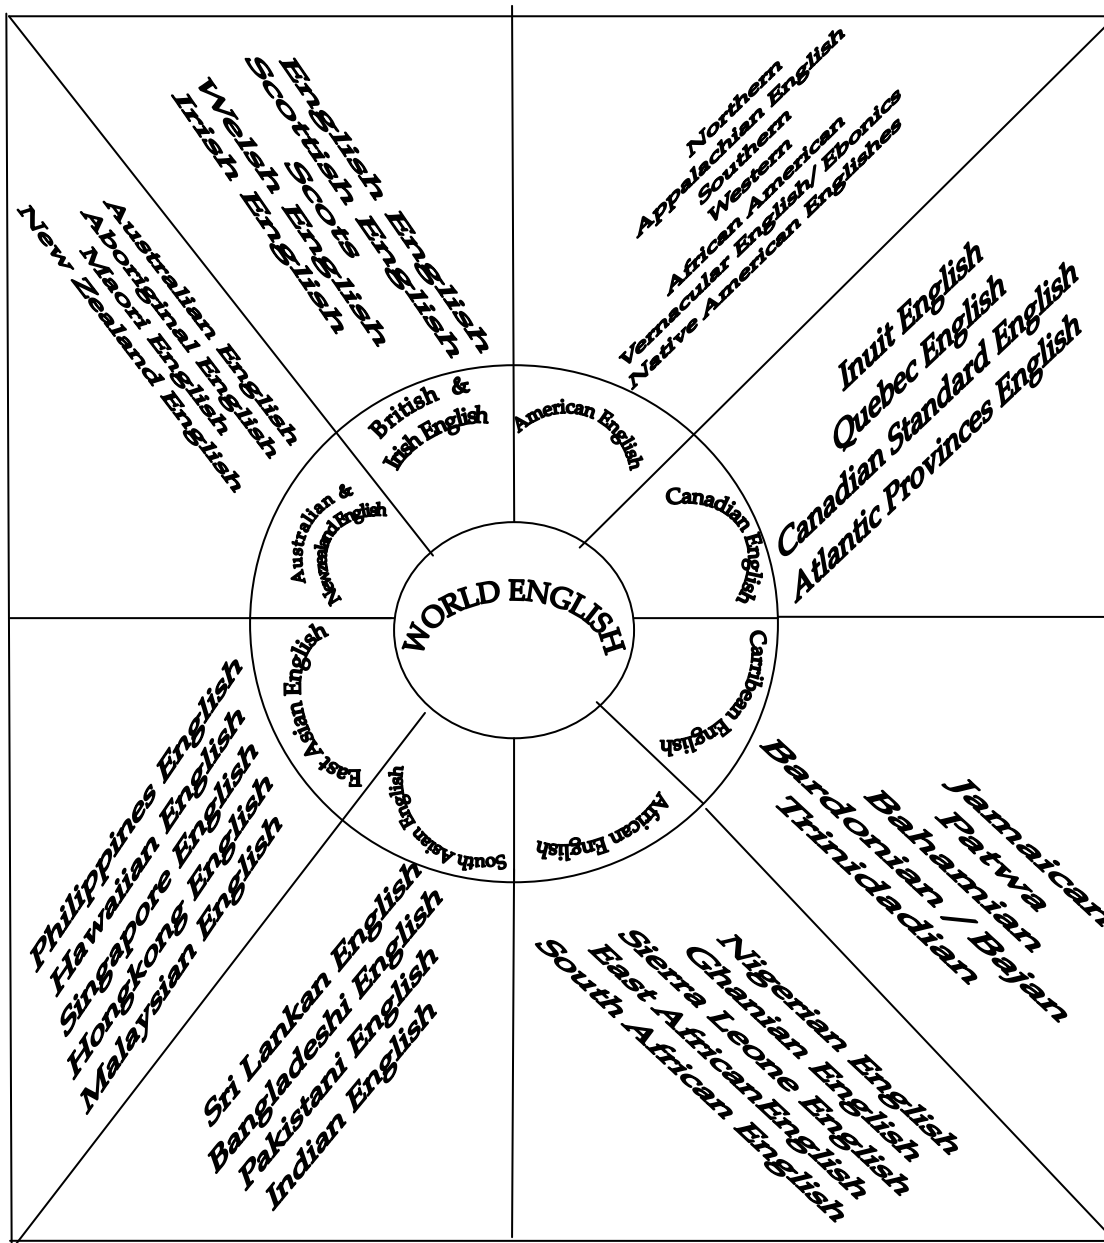 WORLD ENGLISH
British &
Irish English
English English
Scottish English
Scots
Welsh English
Irish English
American English
Northern
Appalachian English
Southern
Western
African American
Vernacular English/ Ebonics
Native American Englishes
Canadian English
Inuit English
Quebec English
Canadian Standard English
Atlantic Provinces English
Carribean English
Jamaican
Patwa
Bahamian
Bardonian / Bajan
Trinidadian
African English
Nigerian English
Ghanian English
Sierra Leone English
East AfricanEnglish
South African English
South Asian English
Sri Lankan English
Bangladeshi English
Pakistani English
Indian English
East Asian English
Philippines English
Hawaiian English
Singapore English
Hongkong English
Malaysian English
Australian &
Newzealand English
Australian English
Aboriginal English
Maori English
New Zealand English